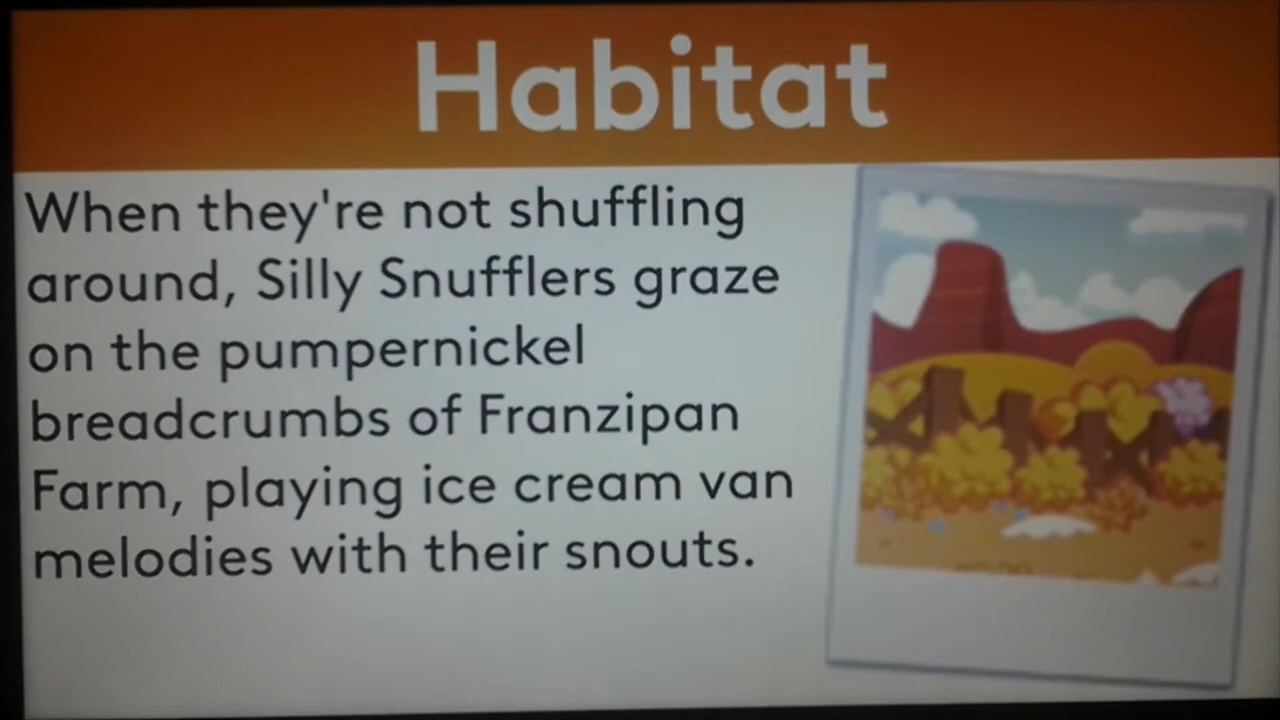 Habitat
When they're not shuffling
around, Silly Snufflers graze
on the pumpernickel
breadcrumbs of Franzipan
Farm, playing ice cream van
melodies with their snouts.